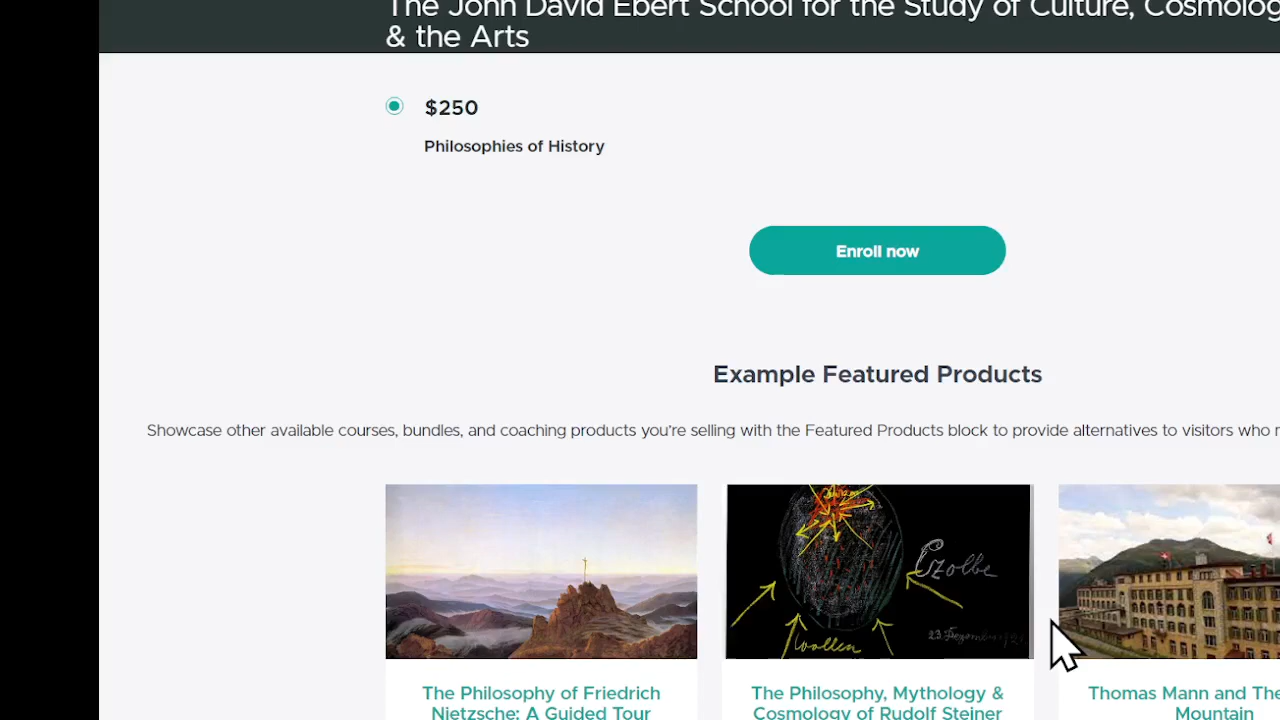 The John David Ebert School for the Study of Culture, Cosmolog
& the Arts
$250
Philosophies of History
Enroll now
Example Featured Products
Showcase other available courses, bundles, and coaching products you're selling with the Featured Products block to provide alternatives to visitors who
Czolbe
Wollen
The Philosophy of Friedrich
Nietzsche: A Guided Tour
The Philosophy, Mythology &
Cosmology of Rudolf Steiner
Thomas Mann and The
Mountain